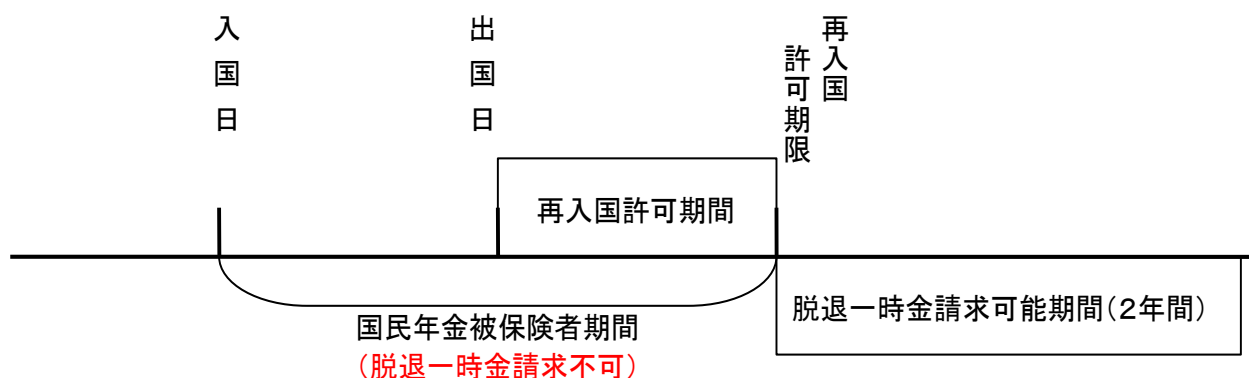 入国日
出国日
再入国
許可期限
再入国許可期間
国民年金被保険者期間
（脱退一時金請求不可）
脱退一時金請求可能期間（２年間）